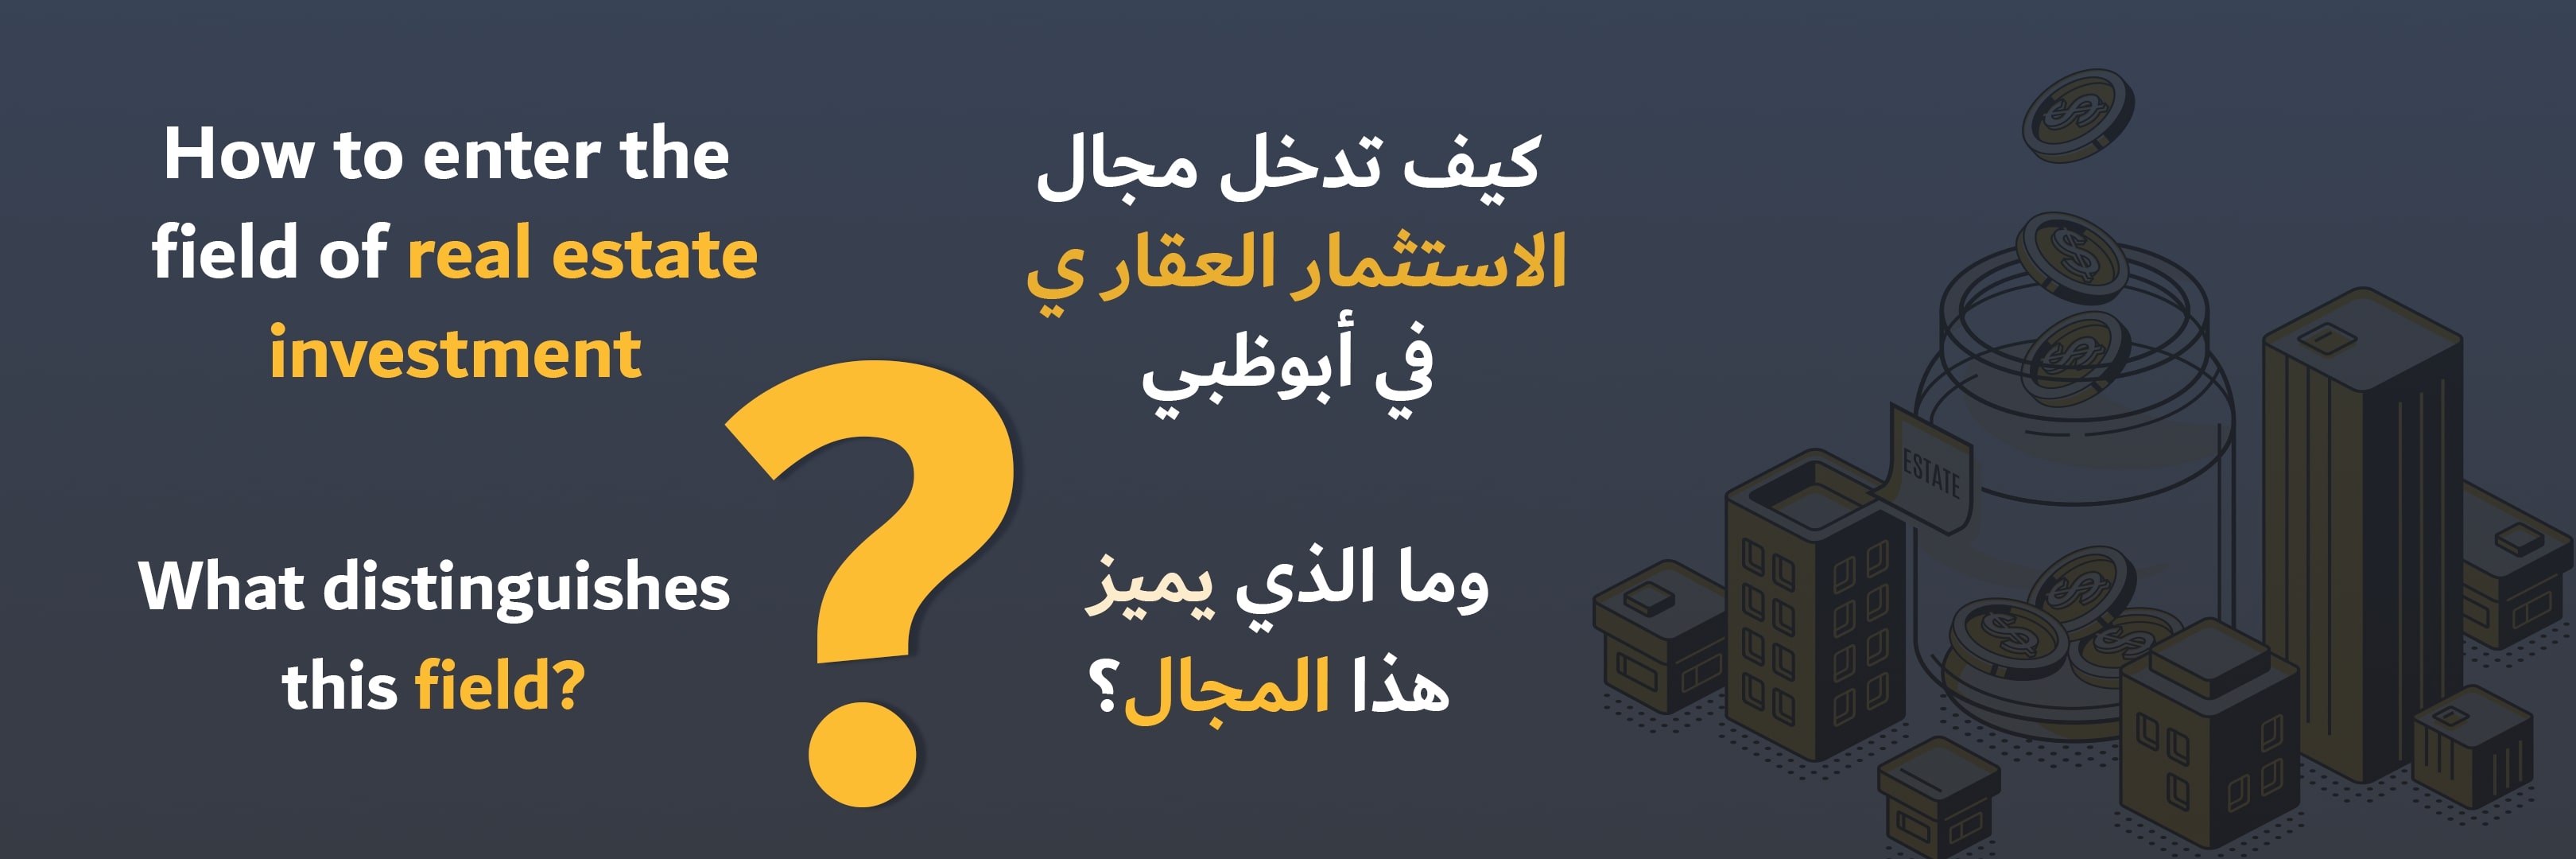 How to enter the
field of real estate
investment
What distinguishes
this field?
?
كيف تدخل مجال
الاستثمار العقار ي
في أبوظبي
وما الذي يميز
هذا المجال؟
ESTATE